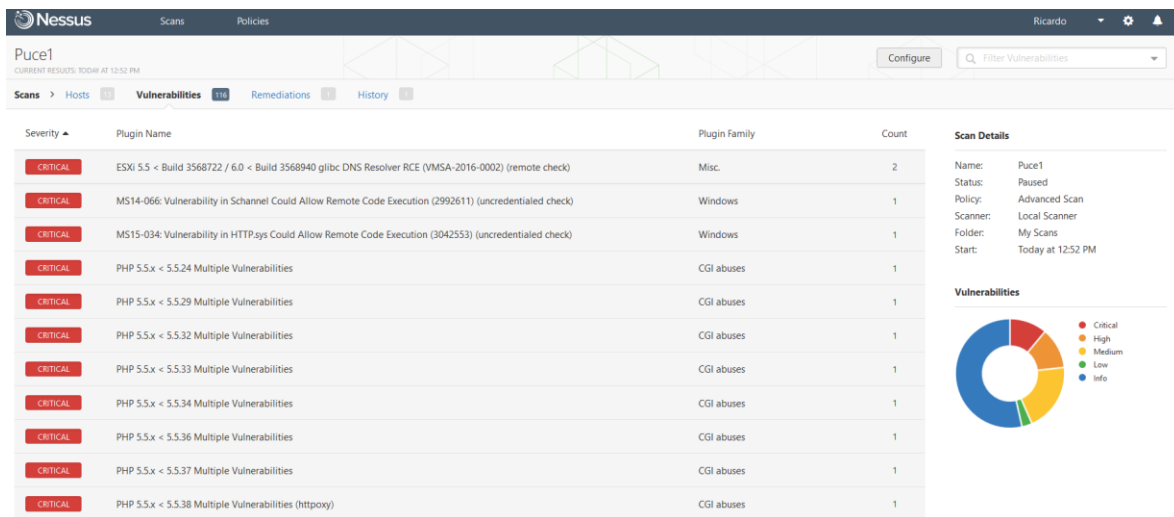 Nessus Scans Policies Ricardo
Puce1
CURRENT RESULTS: TODAY AT 12:52 PM
Configure Filter Vulnerabilities
Scans > Hosts Vulnerabilities 116 Remediations 1 History 1
Severity Plugin Name Plugin Family Count
CRITICAL ESXi 5.5 < Build 3568722 / 6.0 < Build 3568940 glibc DNS Resolver RCE (VMSA-2016-0002) (remote check) Misc. 2
CRITICAL MS14-066: Vulnerability in Schannel Could Allow Remote Code Execution (2992611) (uncredentialed check) Windows 1
CRITICAL MS15-034: Vulnerability in HTTP.sys Could Allow Remote Code Execution (3042553) (uncredentialed check) Windows 1
CRITICAL PHP 5.5.x < 5.5.24 Multiple Vulnerabilities CGI abuses 1
CRITICAL PHP 5.5.x < 5.5.29 Multiple Vulnerabilities CGI abuses 1
CRITICAL PHP 5.5.x < 5.5.32 Multiple Vulnerabilities CGI abuses 1
CRITICAL PHP 5.5.x < 5.5.33 Multiple Vulnerabilities CGI abuses 1
CRITICAL PHP 5.5.x < 5.5.34 Multiple Vulnerabilities CGI abuses 1
CRITICAL PHP 5.5.x < 5.5.36 Multiple Vulnerabilities CGI abuses 1
CRITICAL PHP 5.5.x < 5.5.37 Multiple Vulnerabilities CGI abuses 1
CRITICAL PHP 5.5.x < 5.5.38 Multiple Vulnerabilities (httpoxy) CGI abuses 1
Scan Details
Name: Puce1
Status: Paused
Policy: Advanced Scan
Scanner: Local Scanner
Folder: My Scans
Start: Today at 12:52 PM
Vulnerabilities
Critical
High
Medium
Low
Info